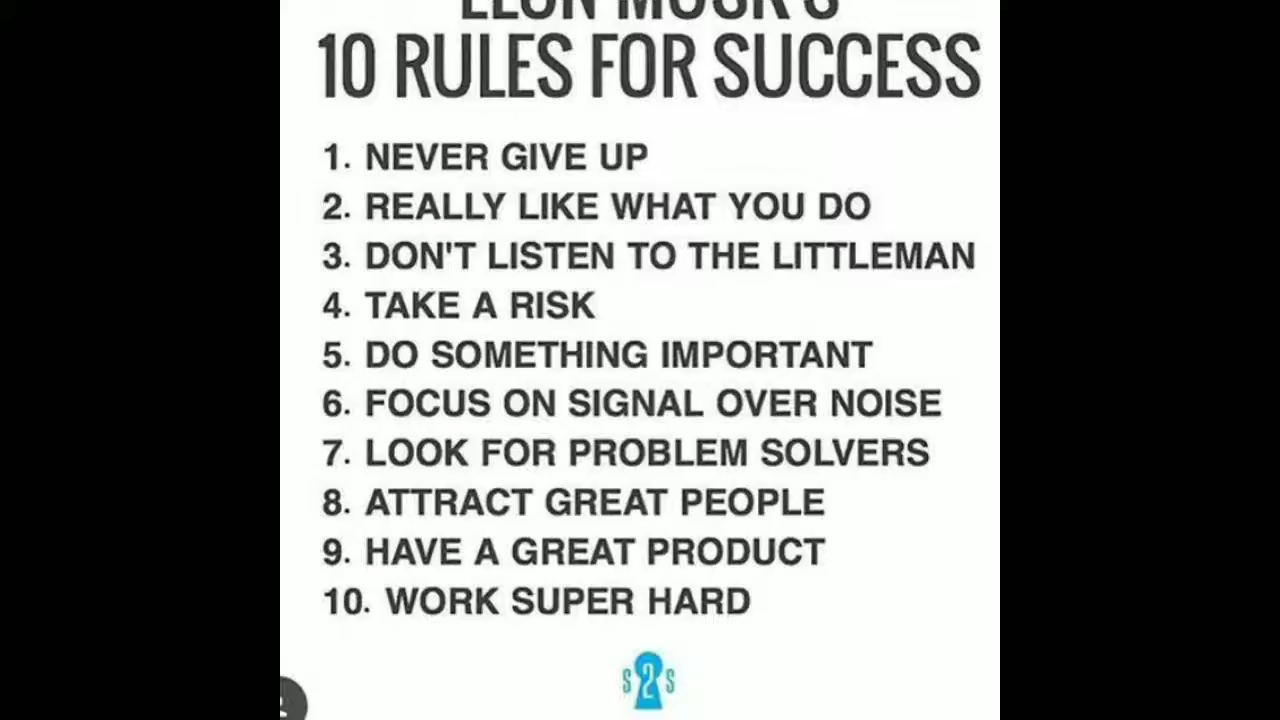 ELON MUSK'S
10 RULES FOR SUCCESS
1. NEVER GIVE UP
2. REALLY LIKE WHAT YOU DO
3. DON'T LISTEN TO THE LITTLEMAN
4. TAKE A RISK
5. DO SOMETHING IMPORTANT
6. FOCUS ON SIGNAL OVER NOISE
7. LOOK FOR PROBLEM SOLVERS
8. ATTRACT GREAT PEOPLE
9. HAVE A GREAT PRODUCT
10. WORK SUPER HARD
S2S